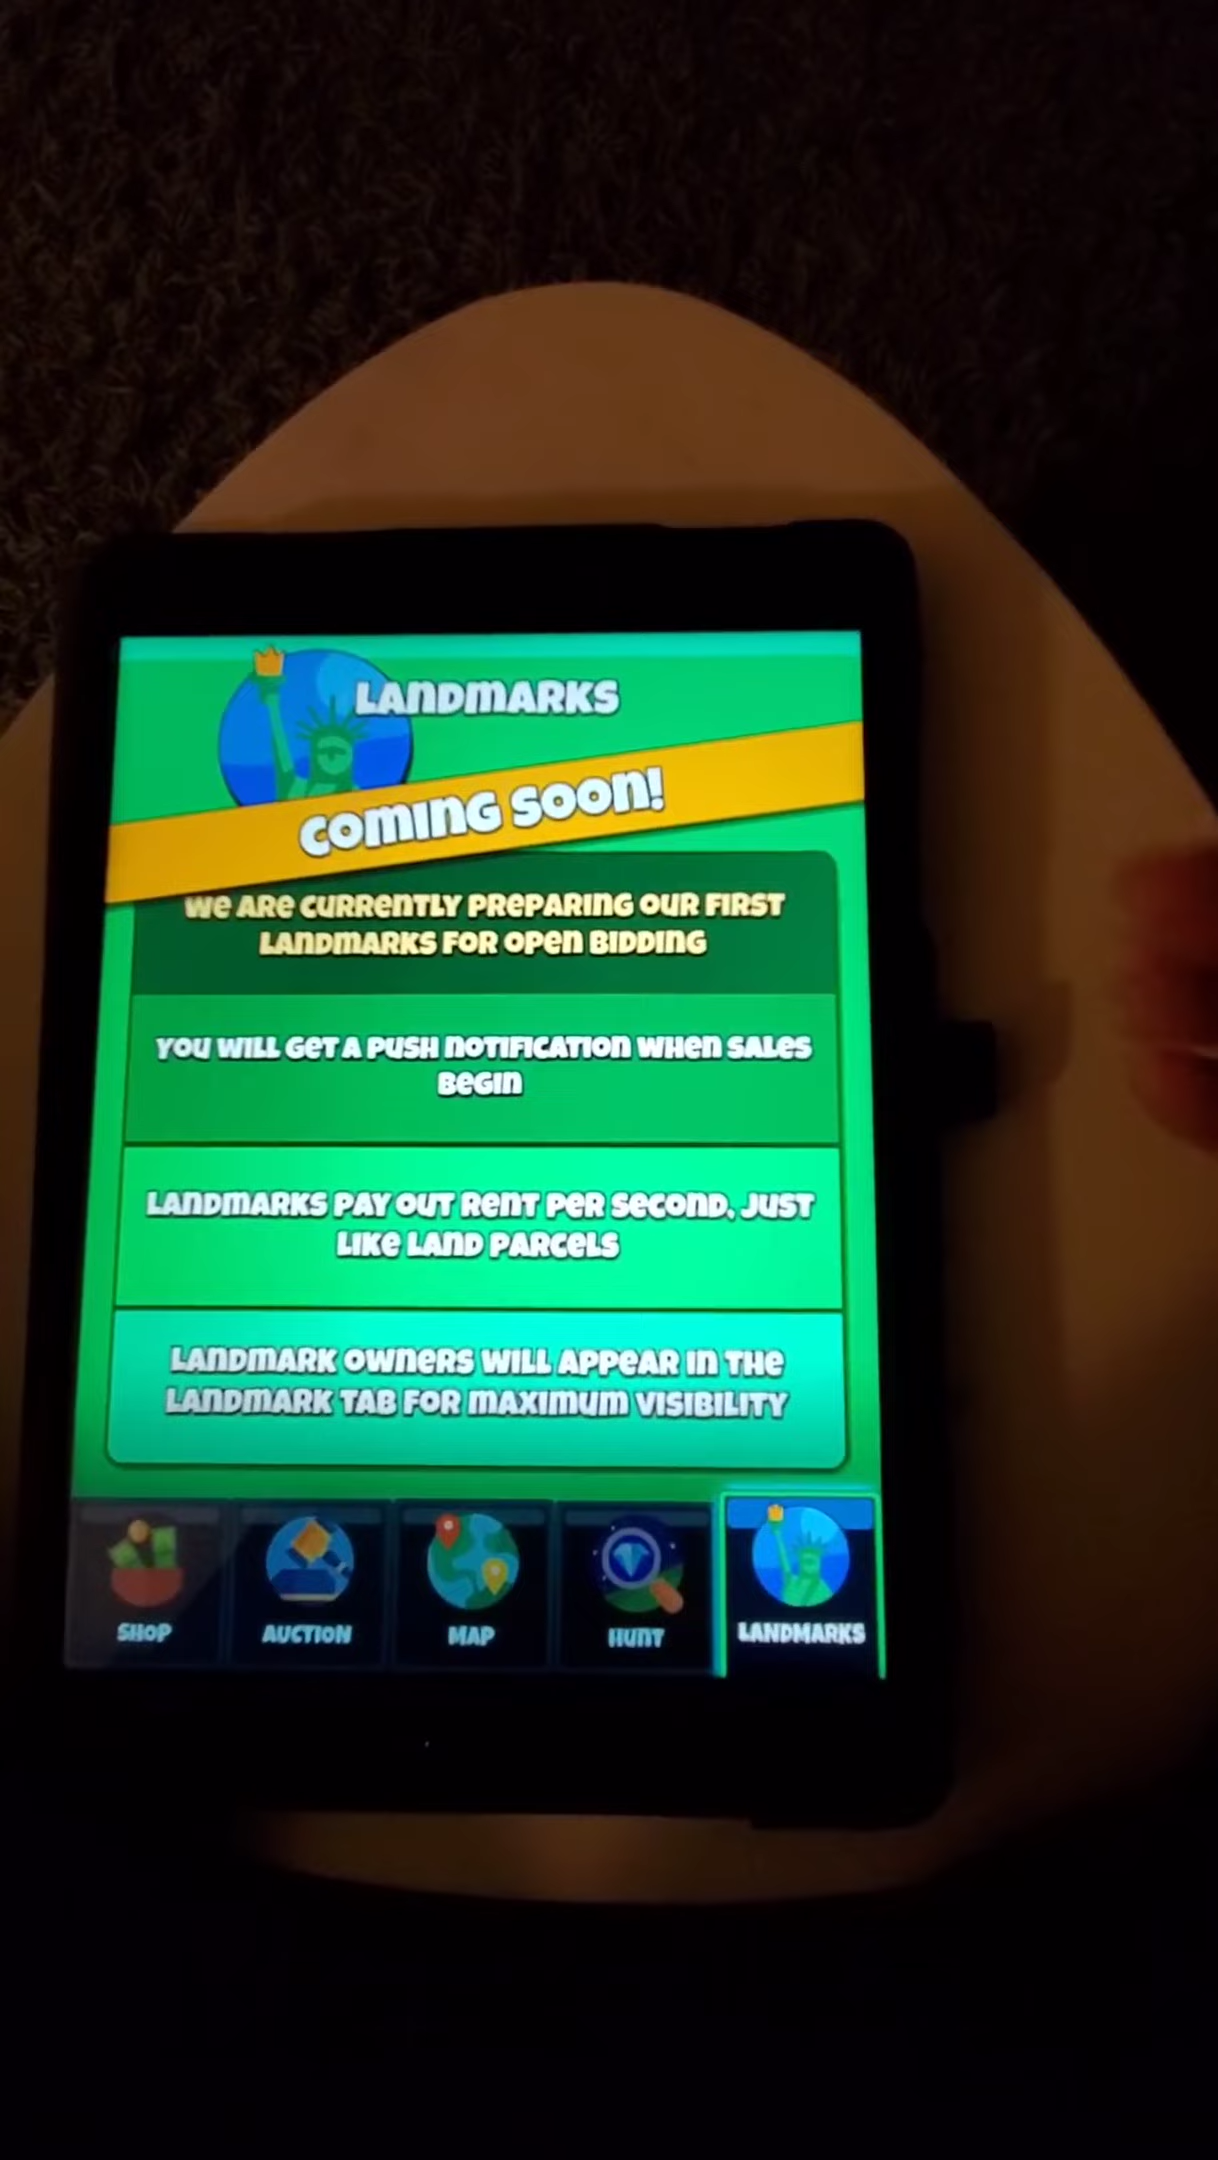 LANDMARKS
COMING SOON!
WE ARE CURRENTLY PREPARING OUR FIRST
LANDMARKS FOR OPEN BIDDING
YOU WILL GET A PUSH NOTIFICATION WHEN SALES
BEGIN
LANDMARKS PAY OUT RENT PER SECOND, JUST
LIKE LAND PARCELS
LANDMARK OWNERS WILL APPEAR IN THE
LANDMARK TAB FOR MAXIMUM VISIBILITY
SHOP AUCTION MAP HUNT LANDMARKS